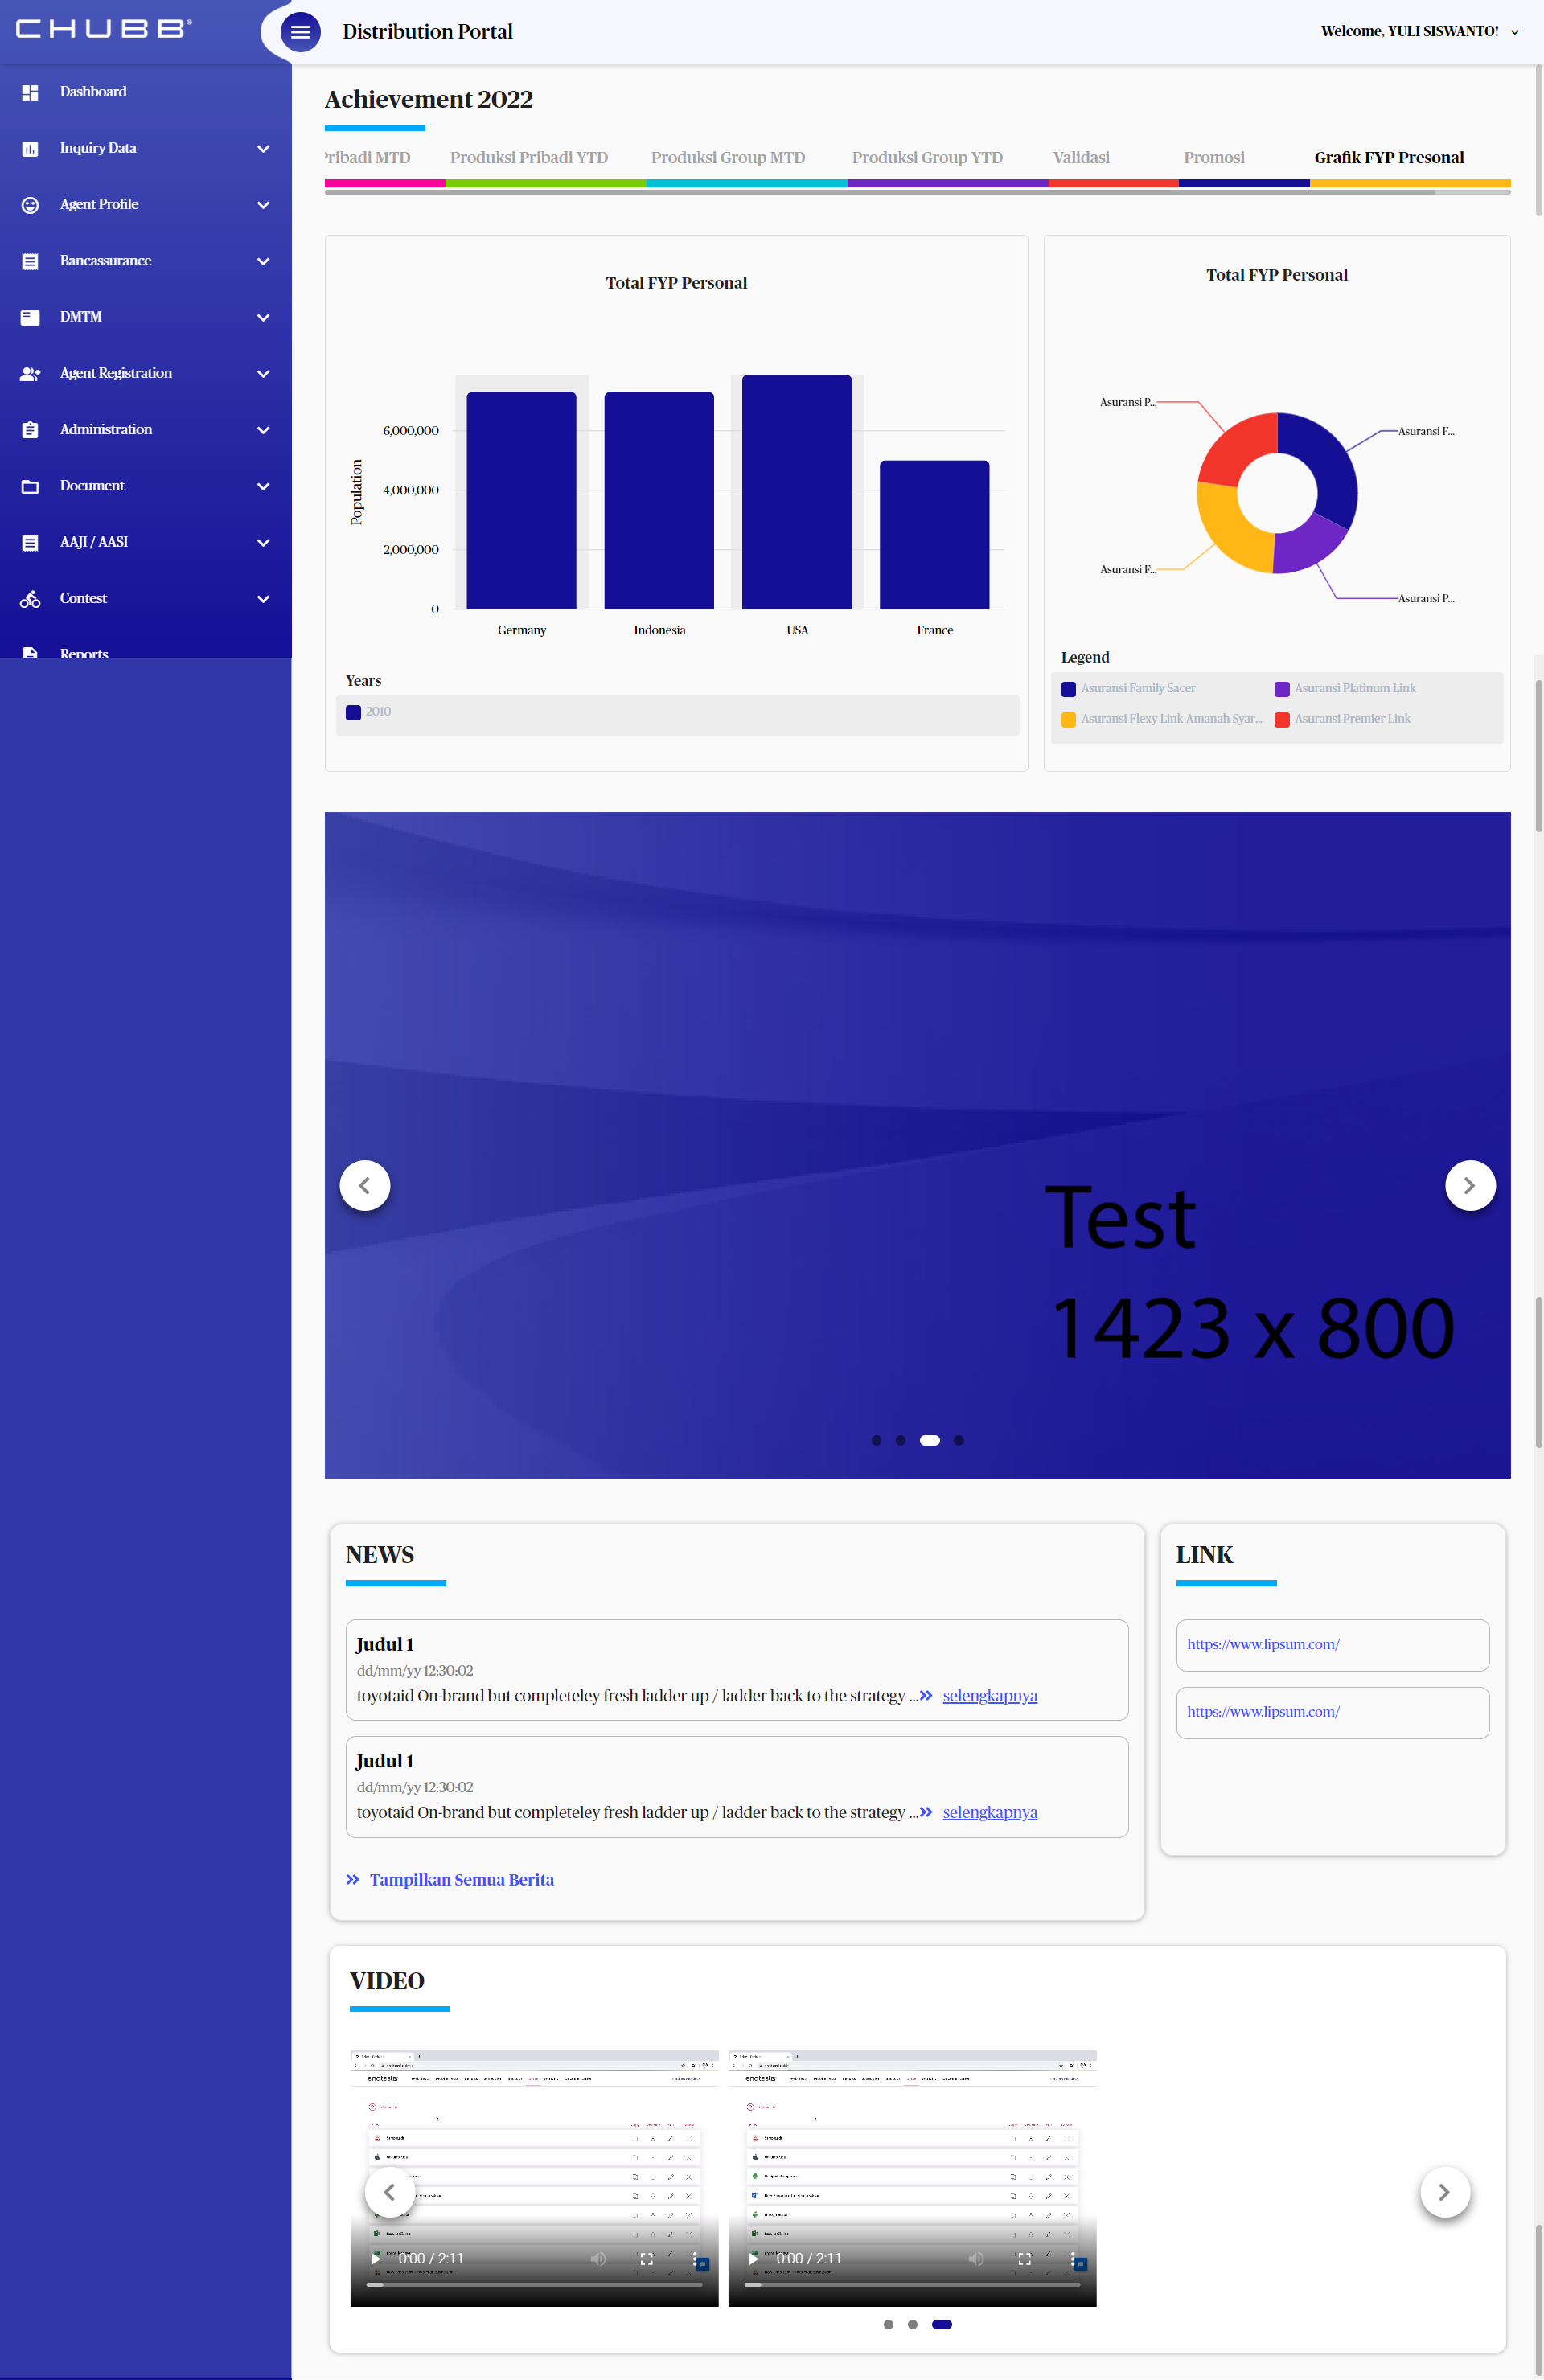 CHUBB®
Distribution Portal
Welcome, YULI SISWANTO!
Dashboard
Inquiry Data
Agent Profile
Bancassurance
DMTM
Agent Registration
Administration
Document
AAJI / AASI
Contest
Reports
Achievement 2022
Pribadi MTD
Produksi Pribadi YTD
Produksi Group MTD
Produksi Group YTD
Validasi
Promosi
Grafik FYP Presonal
Total FYP Personal
Population
6,000,000
4,000,000
2,000,000
0
Germany
Indonesia
USA
France
Years
2010
Total FYP Personal
Asuransi P...
Asuransi F...
Asuransi F...
Asuransi P...
Legend
Asuransi Family Sacer
Asuransi Platinum Link
Asuransi Flexy Link Amanah Syar...
Asuransi Premier Link
Test
1423 x 800
NEWS
Judul 1
dd/mm/yy 12:30:02
toyotaid On-brand but completeley fresh ladder up / ladder back to the strategy ... selengkapnya
Judul 1
dd/mm/yy 12:30:02
toyotaid On-brand but completeley fresh ladder up / ladder back to the strategy ... selengkapnya
Tampilkan Semua Berita
LINK
https://www.lipsum.com/
https://www.lipsum.com/
VIDEO
endtest
0:00 / 2:11
endtest
0:00 / 2:11